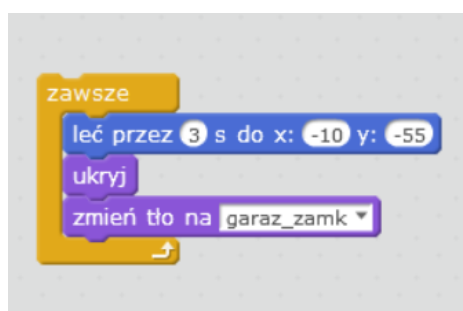 zawsze
leć przez 3 s do x: -10 y: -55
ukryj
zmień tło na garaz_zamk